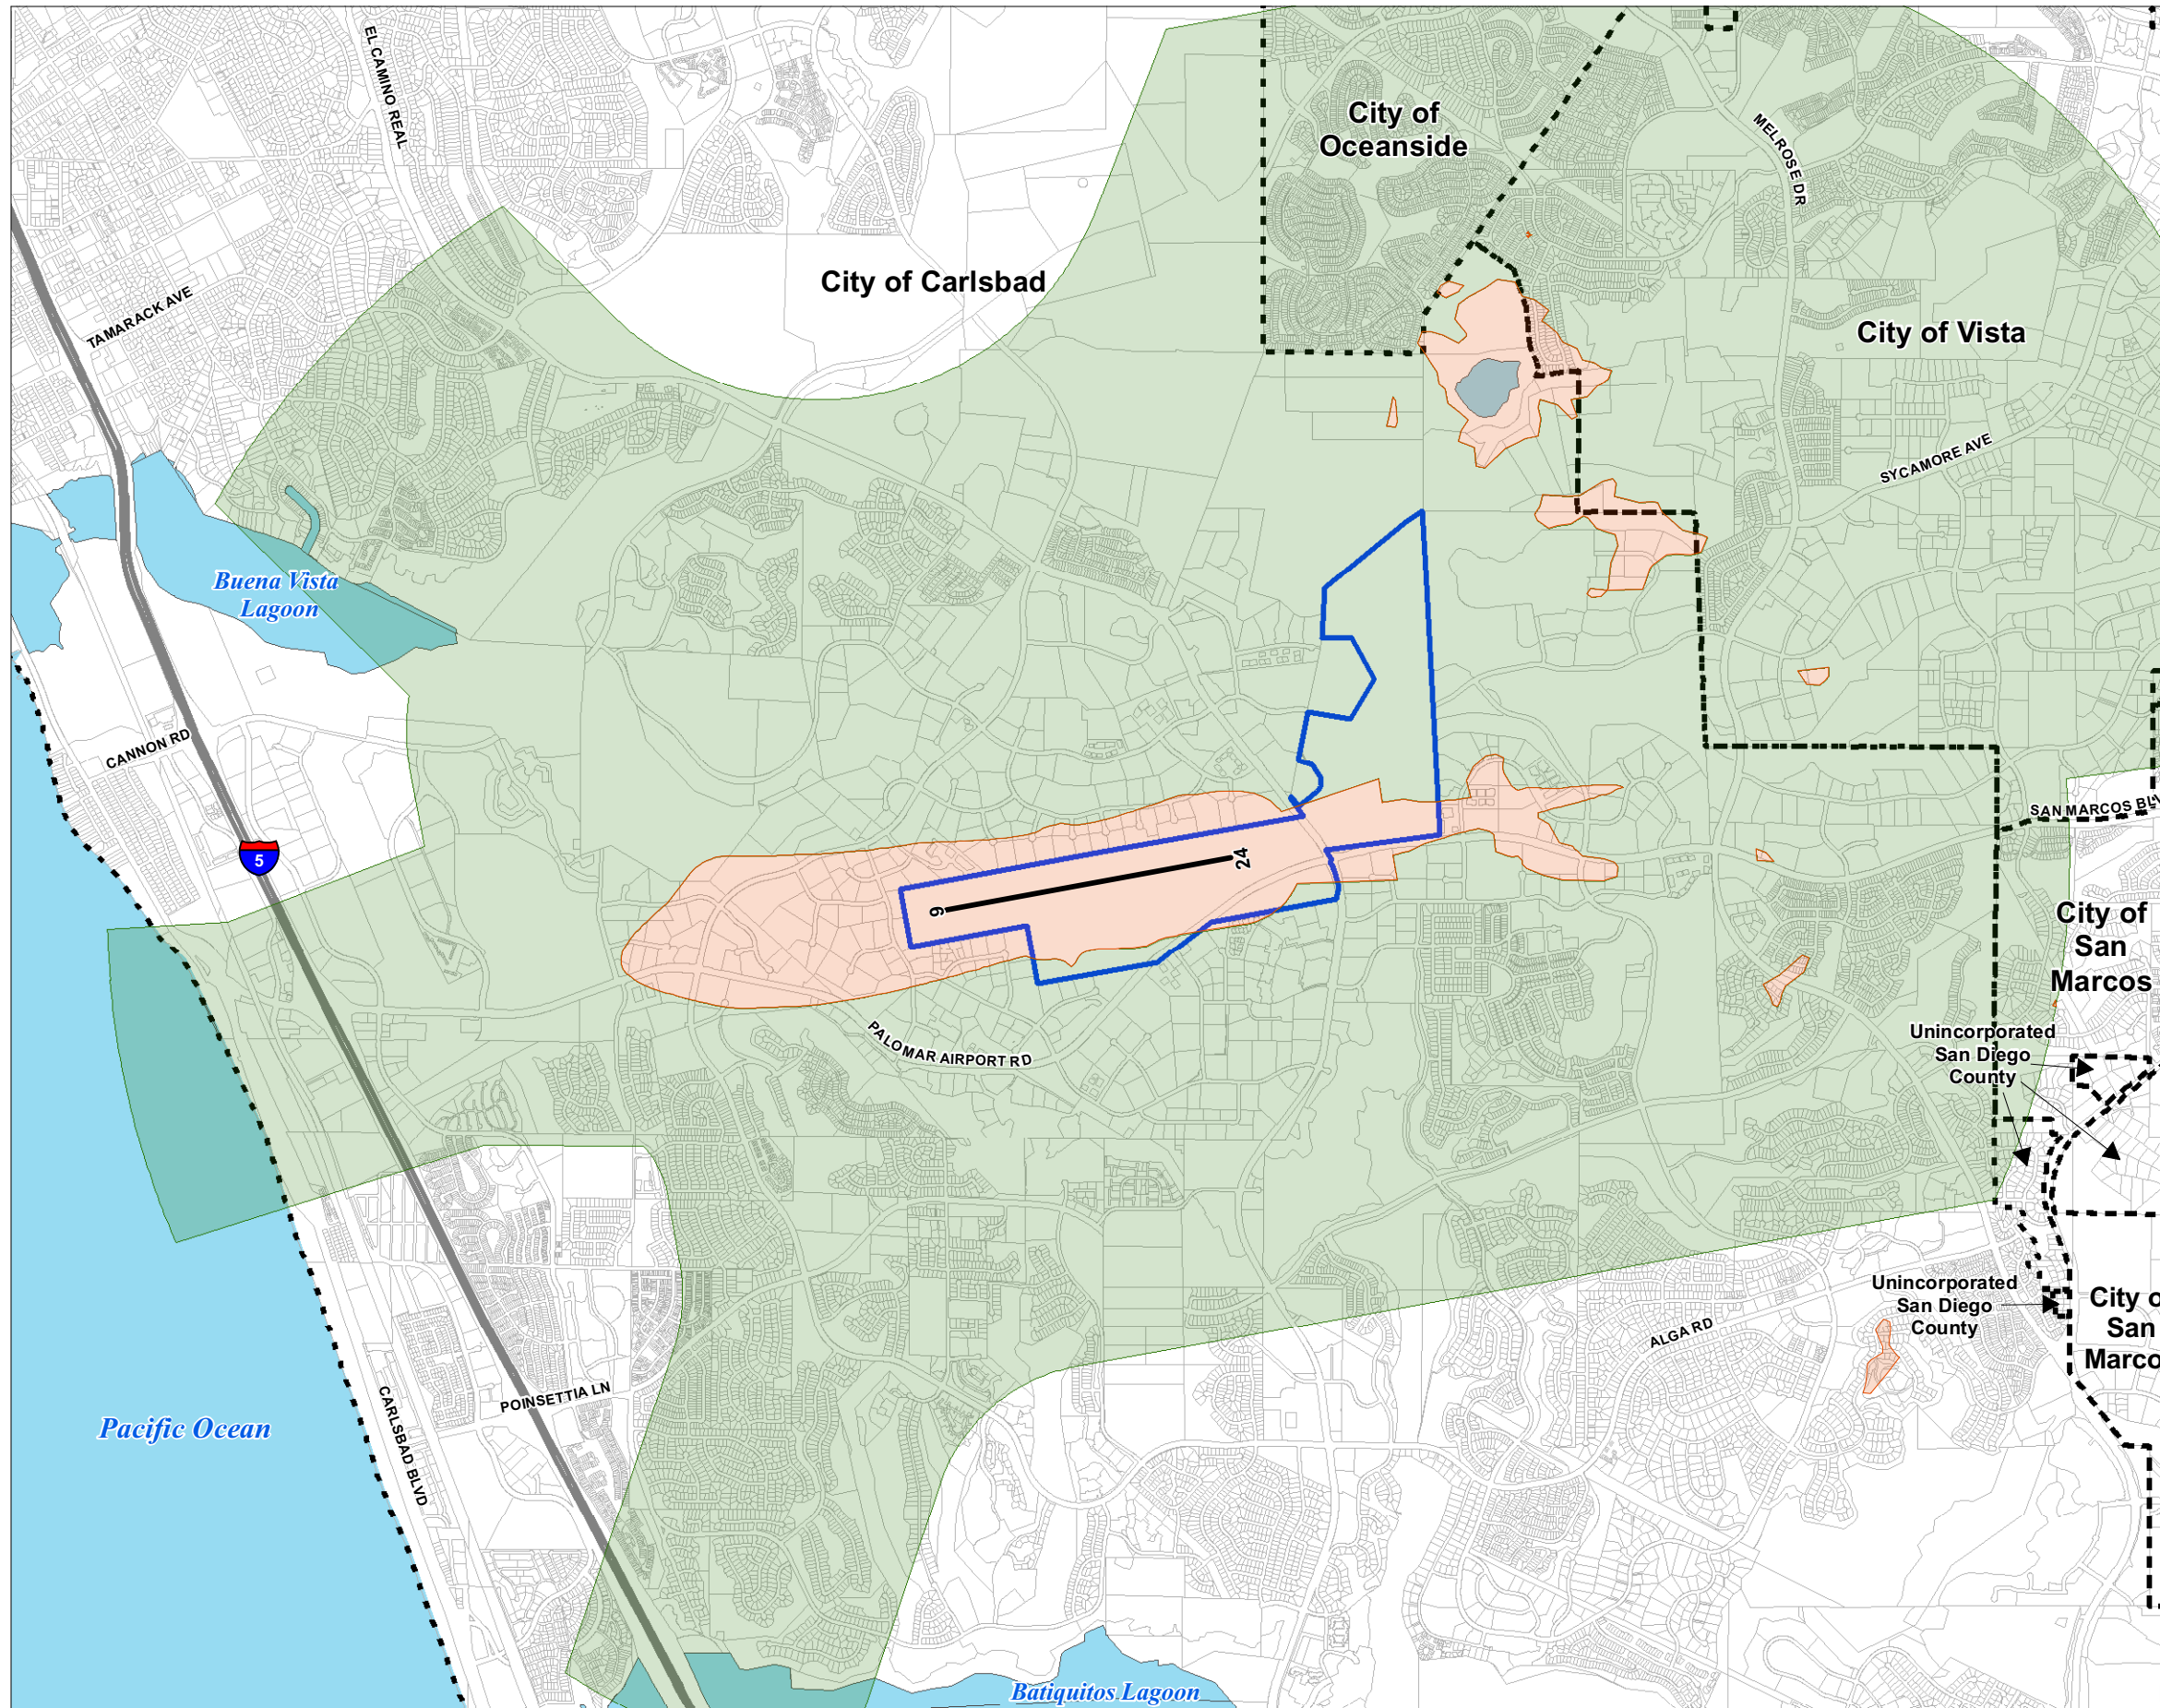 EL CAMINO REAL
City of
Oceanside
MELROSE DR
City of Carlsbad
TAMARACK AVE
City of Vista
SYCAMORE AVE
Buena Vista
Lagoon
CANNON RD
SAN MARCOS BLV
5
24
9
City of
San
Marcos
PALOMAR AIRPORT RD
Unincorporated
San Diego
County
Unincorporated
San Diego
County
City o
San
Marco
ALGA RD
POINSETTIA LN
CARLSBAD BLVD
Pacific Ocean
Batiquitos Lagoon